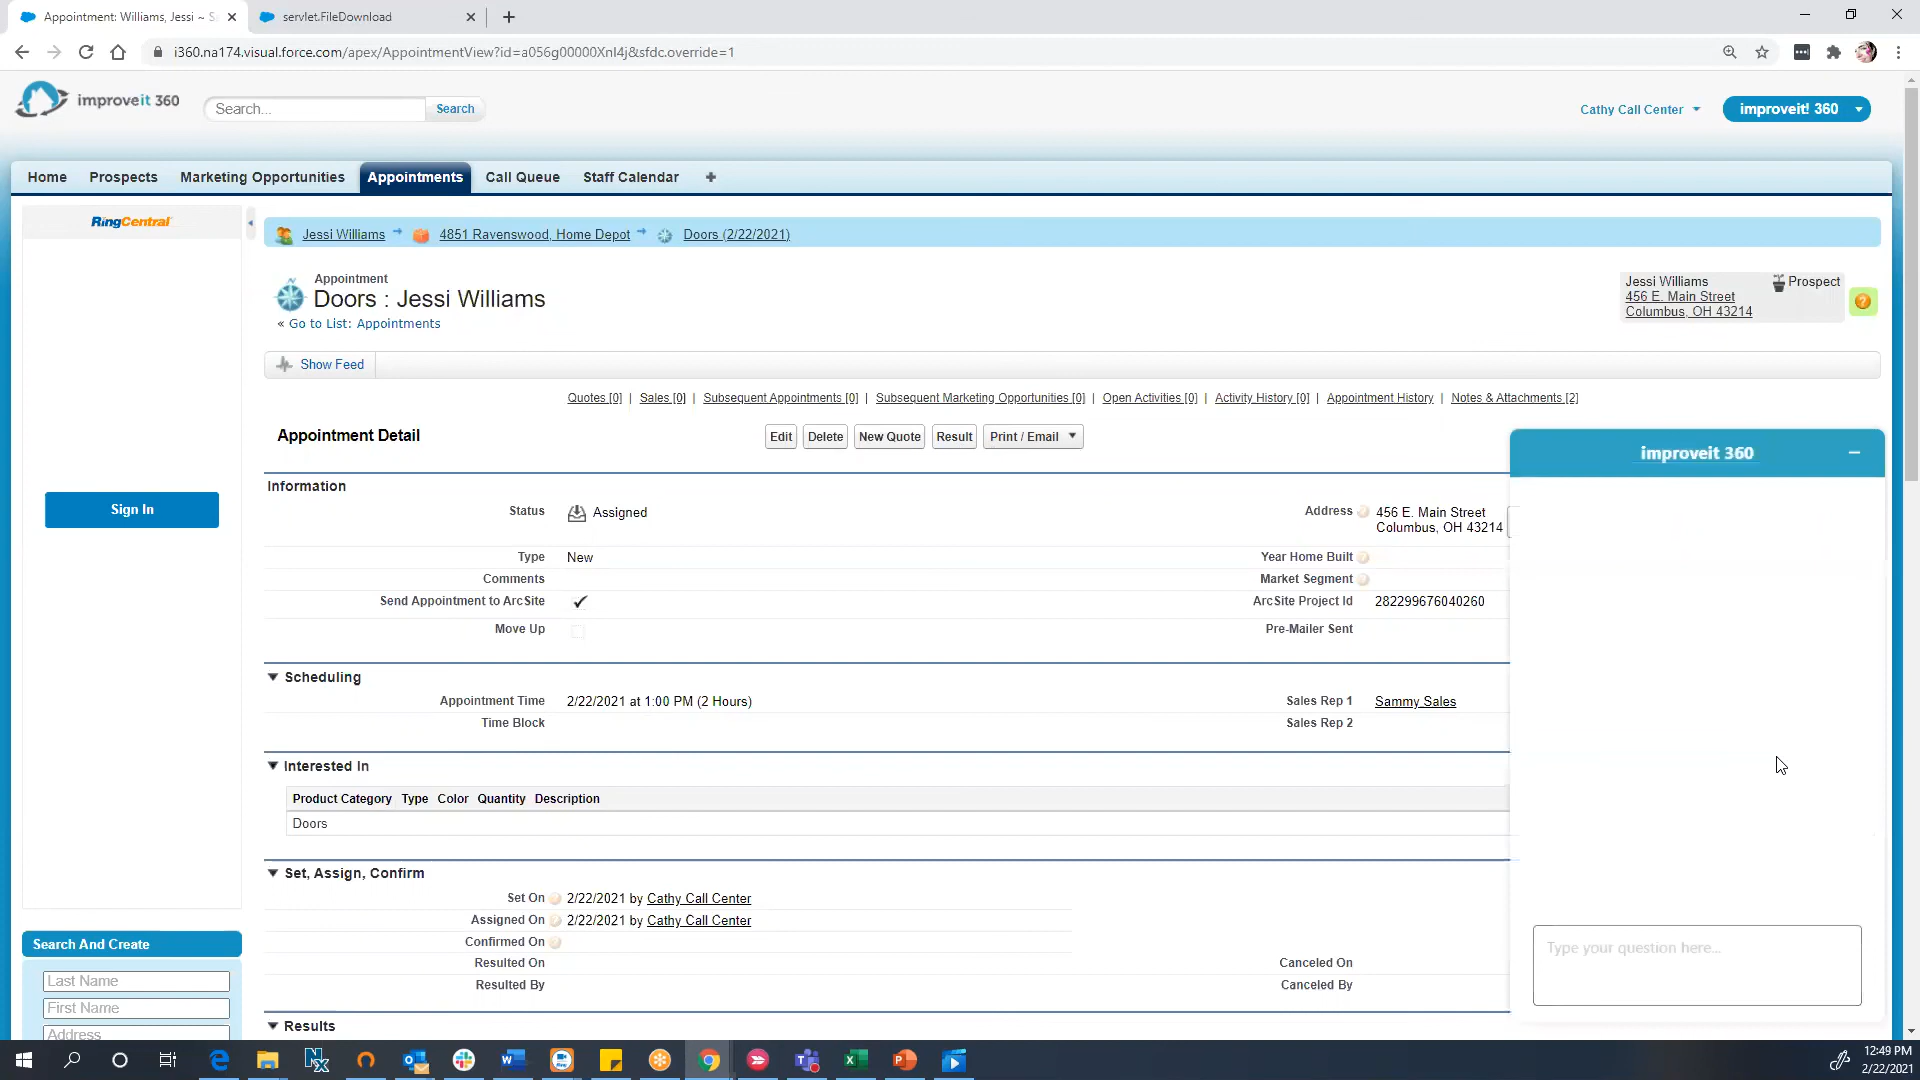 Appointment: Williams, Jessi ~ S
servlet.FileDownload
i360.na174.visual.force.com/apex/AppointmentView?id=a056g00000XnI4j&sfdc.override=1
improveit 360
Search...
Search
Cathy Call Center
improveit! 360
Home
Prospects
Marketing Opportunities
Appointments
Call Queue
Staff Calendar
RingCentral
Jessi Williams
4851 Ravenswood, Home Depot
Doors (2/22/2021)
Appointment
Doors : Jessi Williams
« Go to List: Appointments
Jessi Williams
Prospect
456 E. Main Street
Columbus, OH 43214
Show Feed
Quotes [0] | Sales [0] | Subsequent Appointments [0] | Subsequent Marketing Opportunities [0] | Open Activities [0] | Activity History [0] | Appointment History | Notes & Attachments [2]
Appointment Detail
Edit
Delete
New Quote
Result
Print / Email
improveit 360
Information
Status Assigned
Address 456 E. Main Street
Columbus, OH 43214
Sign In
Type New
Year Home Built
Comments
Market Segment
Send Appointment to ArcSite
ArcSite Project Id 282299676040260
Move Up
Pre-Mailer Sent
Scheduling
Appointment Time 2/22/2021 at 1:00 PM (2 Hours)
Sales Rep 1 Sammy Sales
Time Block
Sales Rep 2
Interested In
Product Category Type Color Quantity Description
Doors
Set, Assign, Confirm
Set On 2/22/2021 by Cathy Call Center
Assigned On 2/22/2021 by Cathy Call Center
Confirmed On
Resulted On
Canceled On
Resulted By
Canceled By
Results
Type your question here...
Search And Create
Last Name
First Name
Address
12:49 PM
2/22/2021